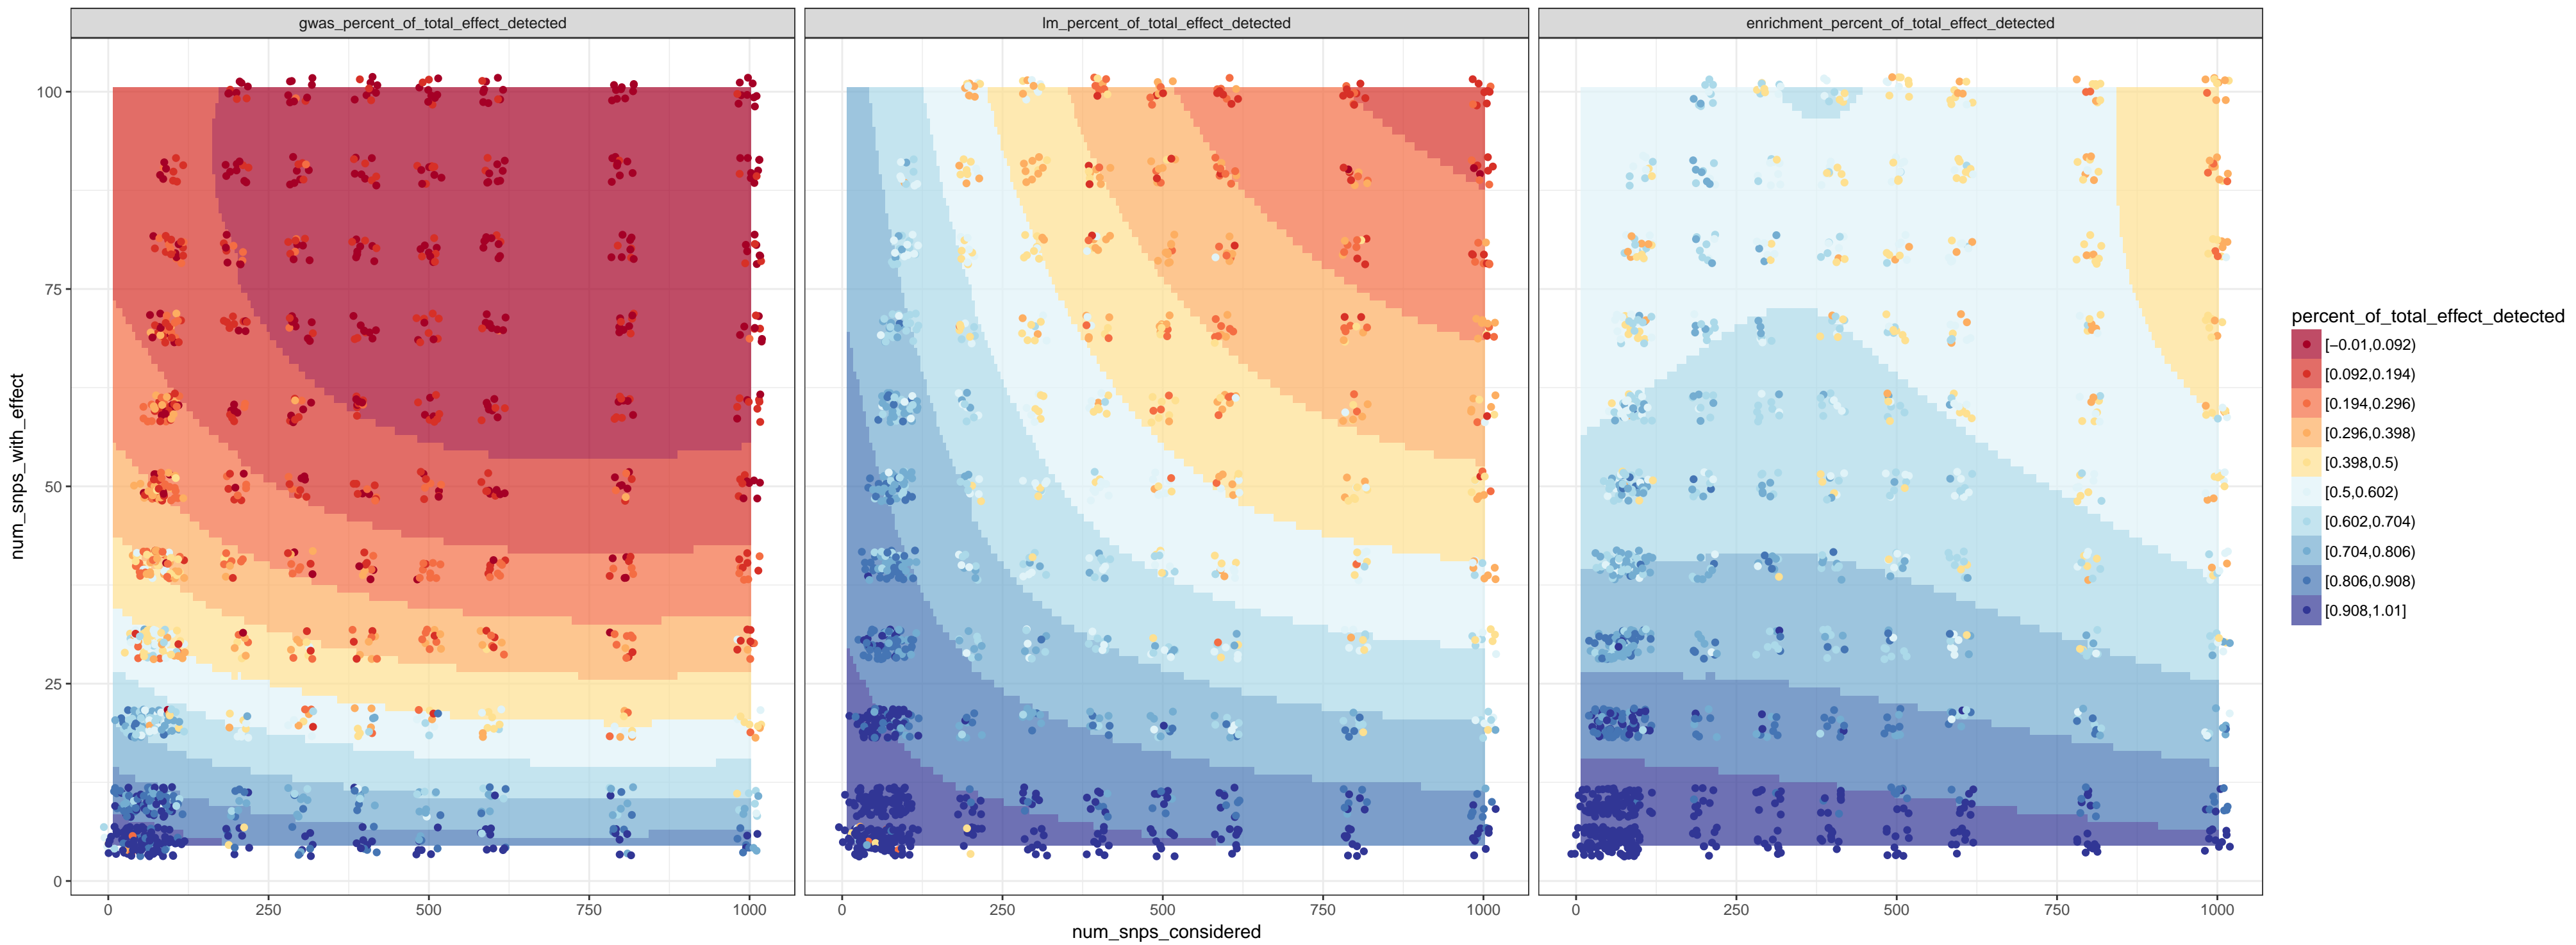 gwas_percent_of_total_effect_detected
lm_percent_of_total_effect_detected
enrichment_percent_of_total_effect_detected
num_snps_with_effect
100
75
50
25
0
0 250 500 750 1000
0 250 500 750 1000
0 250 500 750 1000
num_snps_considered
percent_of_total_effect_detected
[−0.01,0.092)
[0.092,0.194)
[0.194,0.296)
[0.296,0.398)
[0.398,0.5)
[0.5,0.602)
[0.602,0.704)
[0.704,0.806)
[0.806,0.908)
[0.908,1.01]